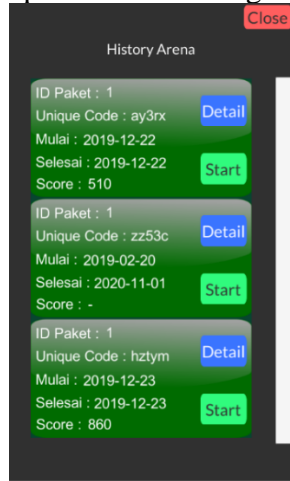 Close
History Arena
ID Paket : 1
Unique Code : ay3rx
Detail
Mulai : 2019-12-22
Selesai : 2019-12-22
Start
Score : 510
ID Paket : 1
Unique Code : zz53c
Detail
Mulai : 2019-02-20
Selesai : 2020-11-01
Start
Score : -
ID Paket : 1
Unique Code : hztym
Detail
Mulai : 2019-12-23
Selesai : 2019-12-23
Start
Score : 860